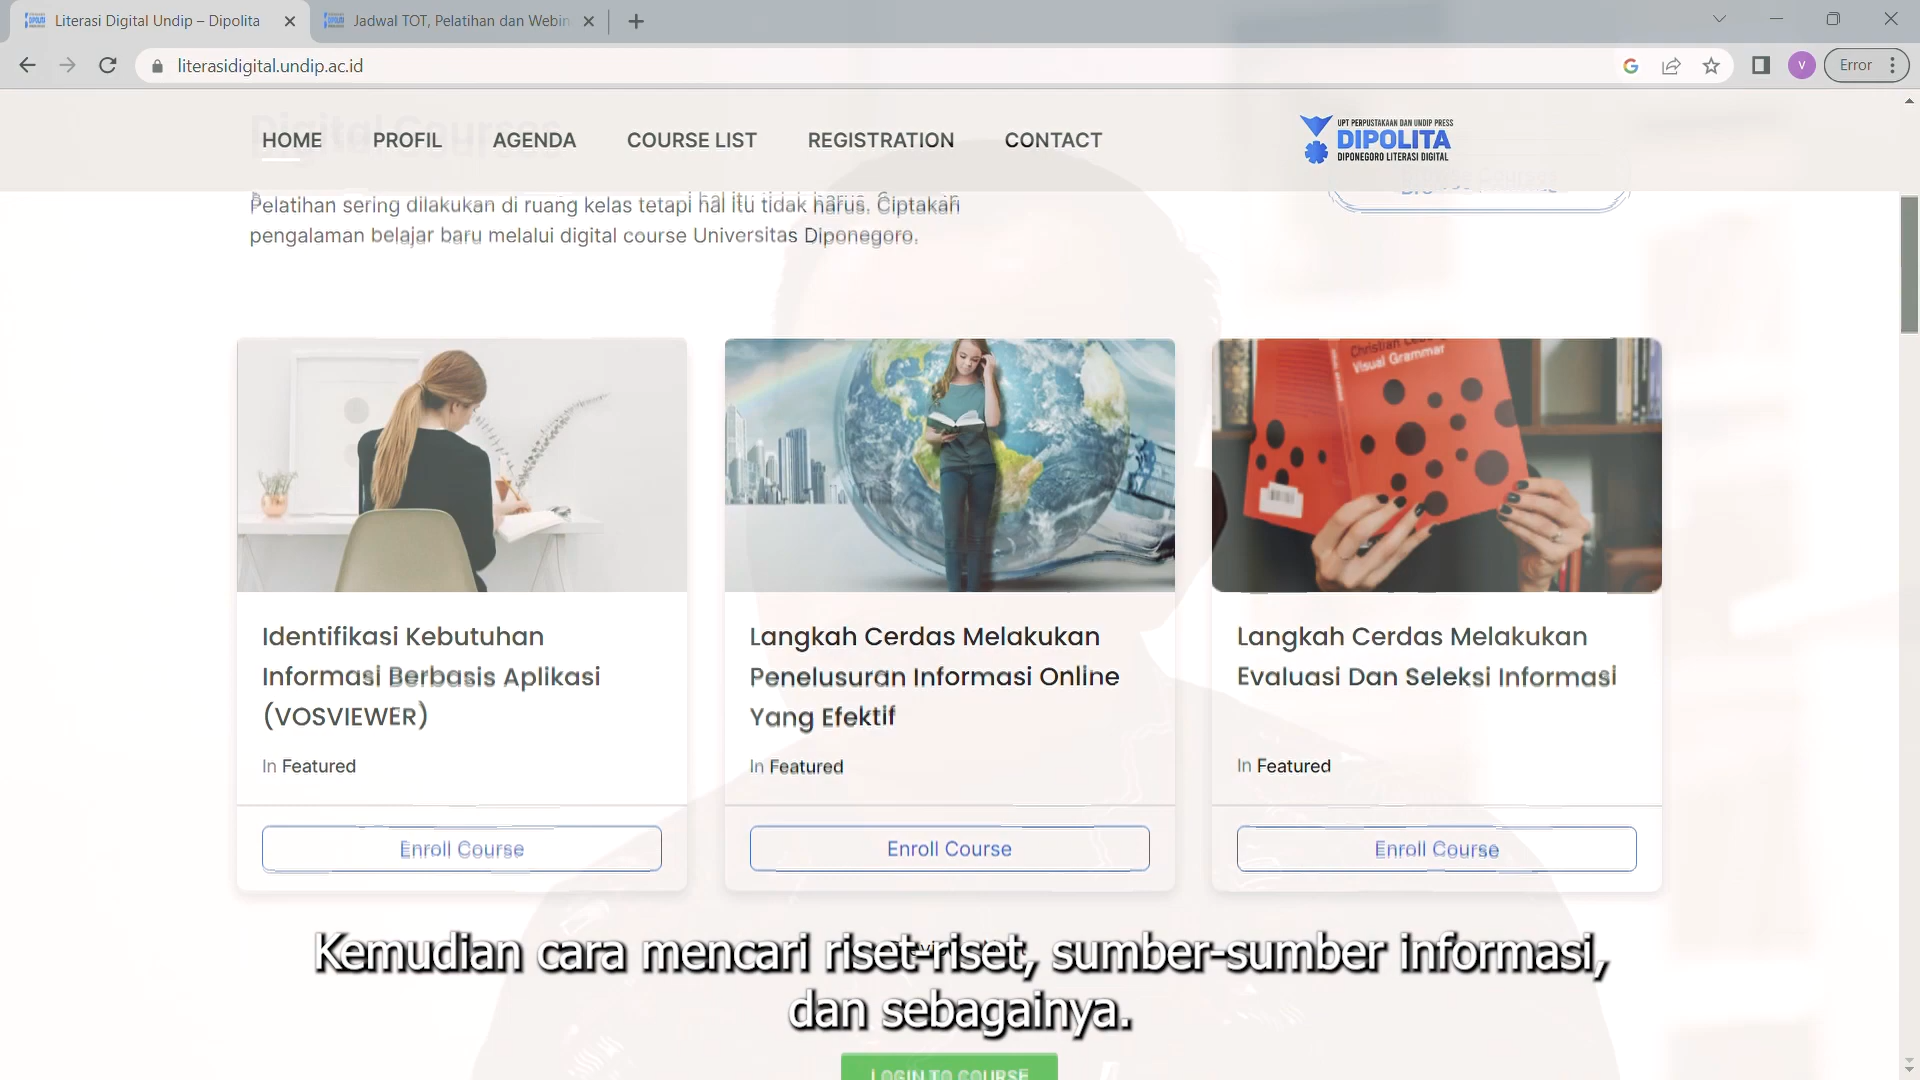 Literasi Digital Undip – Dipolita
Jadwal TOT, Pelatihan dan Webin
literasidigital.undip.ac.id
V
Error
Digital Courses
HOME
PROFIL
AGENDA
COURSE LIST
REGISTRATION
CONTACT
UPT PERPUSTAKAAN DAN UNDIP PRESS
DIPOLITA
DIPONEGORO LITERASI DIGITAL
Pelatihan sering dilakukan di ruang kelas tetapi hal itu tidak harus. Ciptakan
pengalaman belajar baru melalui digital course Universitas Diponegoro.
Visual Grammar
Identifikasi Kebutuhan
Informasi Berbasis Aplikasi
(VOSVIEWER)
In Featured
Enroll Course
Langkah Cerdas Melakukan
Penelusuran Informasi Online
Yang Efektif
In Featured
Enroll Course
Langkah Cerdas Melakukan
Evaluasi Dan Seleksi Informasi
In Featured
Enroll Course
Kemudian cara mencari riset-riset, sumber-sumber informasi,
dan sebagainya.
LOGIN TO COURSE